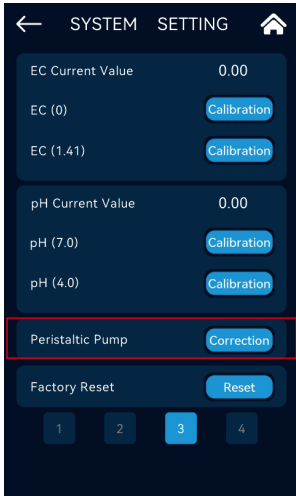 SYSTEM SETTING
EC Current Value 0.00
EC (0) Calibration
EC (1.41) Calibration
pH Current Value 0.00
pH (7.0) Calibration
pH (4.0) Calibration
Peristaltic Pump Correction
Factory Reset Reset
1 2 3 4